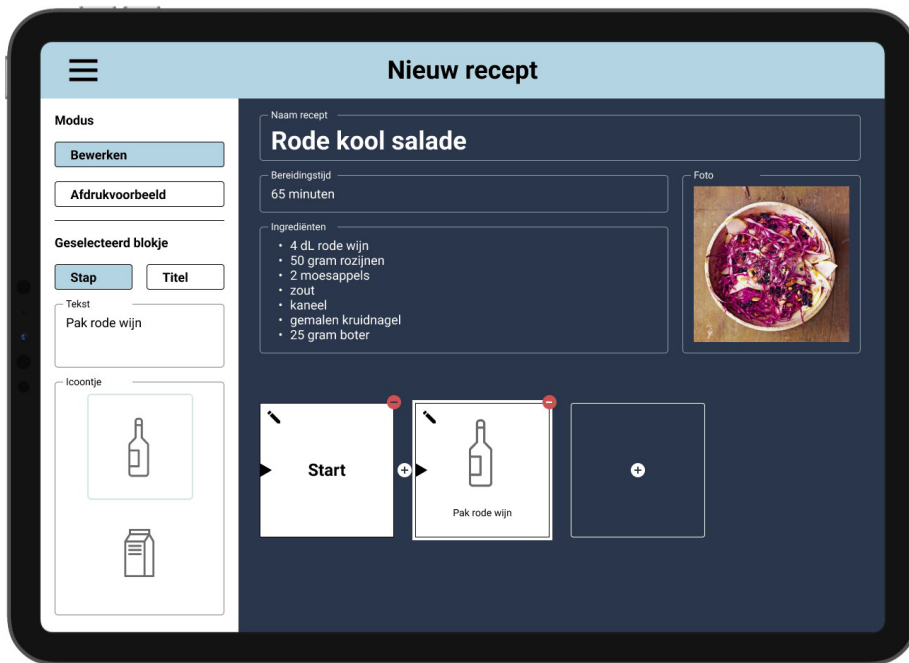 Nieuw recept
Modus
Bewerken
Afdrukvoorbeeld
Geselecteerd blokje
Stap
Titel
Tekst
Pak rode wijn
Icoontje
Naam recept
Rode kool salade
Bereidingstijd
65 minuten
Foto
Ingrediënten
• 4 dL rode wijn
• 50 gram rozijnen
• 2 moesappels
• zout
• kaneel
• gemalen kruidnagel
• 25 gram boter
Start
Pak rode wijn